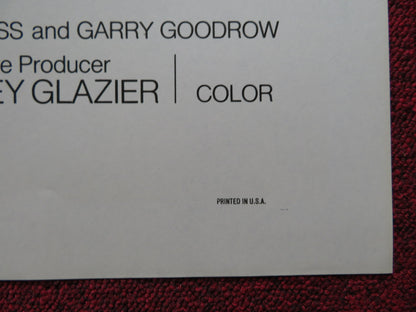 SS and GARRY GOODROW
e Producer
EY GLAZIER | COLOR
PRINTED IN U.S.A.